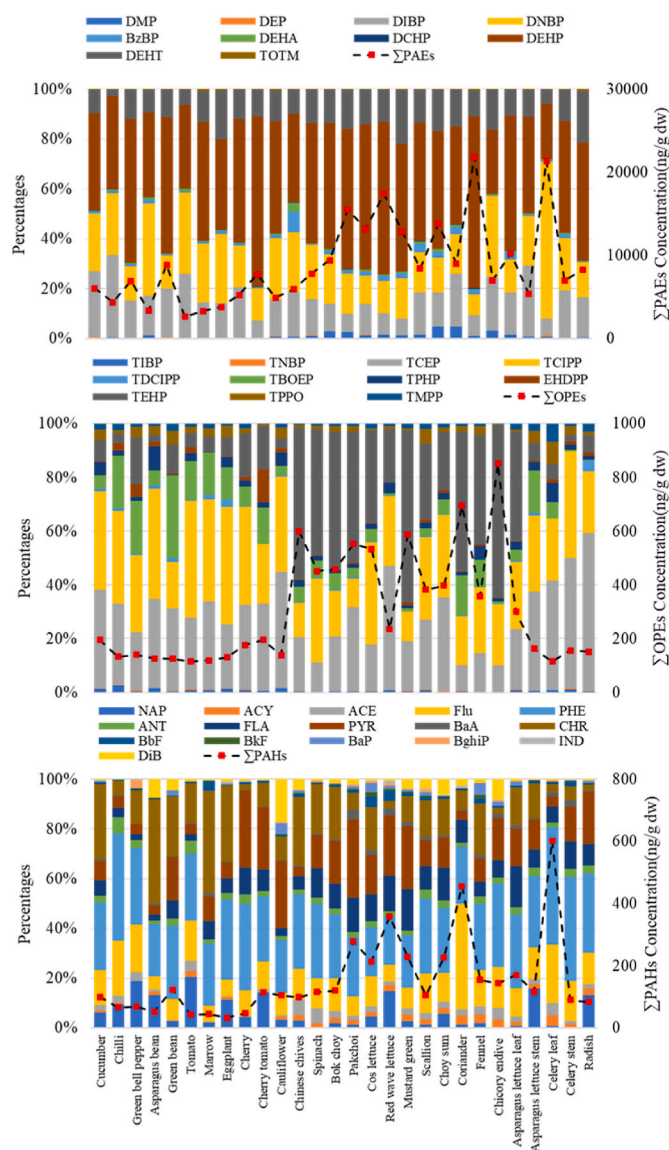 DMP DEP DIBP DNBP
BzBP DEHA DCHP DEHP
DEHT TOTM ∑PAEs
100%
80%
60%
40%
20%
0%
Percentages
30000
20000
10000
0
∑PAEs Concentration(ng/g dw)
TIBP TNBP TCEP TCIPP
TDCIPP TBOEP TPHP EHDPP
TEHP TPPO TMPP ∑OPEs
100%
80%
60%
40%
20%
0%
Percentages
1000
800
600
400
200
0
∑OPEs Concentration(ng/g dw)
NAP ACY ACE Flu PHE
ANT FLA PYR BaA CHR
BbF BkF BaP BghiP IND
DiB ∑PAHs
100%
80%
60%
40%
20%
0%
Percentages
800
600
400
200
0
∑PAHs Concentration(ng/g dw)
Cucumber
Chilli
Green bell pepper
Asparagus bean
Green bean
Tomato
Marrow
Eggplant
Cherry
Cherry tomato
Cauliflower
Chinese chives
Spinach
Bok choy
Pakchoi
Cos lettuce
Red wave lettuce
Mustard green
Scallion
Choy sum
Coriander
Fennel
Chicory endive
Asparagus lettuce leaf
Asparagus lettuce stem
Celery leaf
Celery stem
Radish